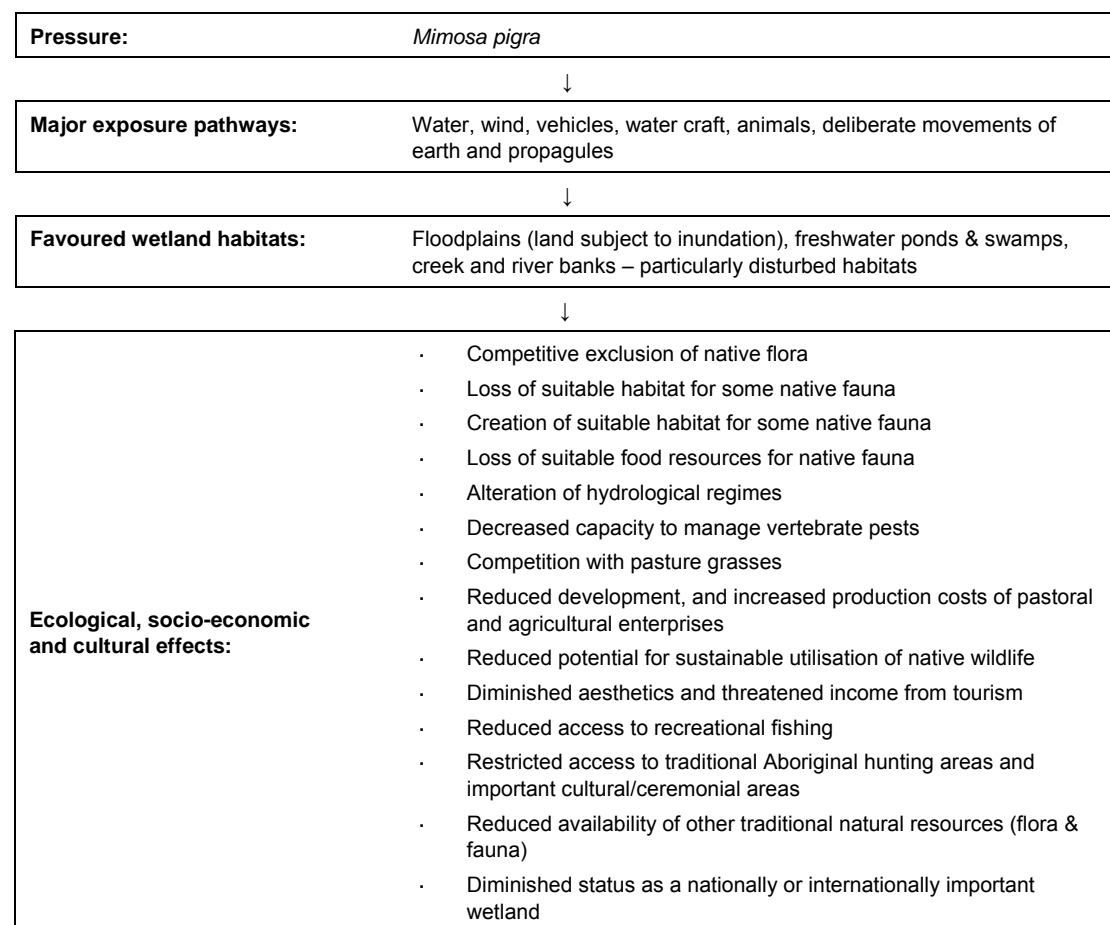 Pressure: Mimosa pigra
↓
Major exposure pathways: Water, wind, vehicles, water craft, animals, deliberate movements of
earth and propagules
↓
Favoured wetland habitats: Floodplains (land subject to inundation), freshwater ponds & swamps,
creek and river banks – particularly disturbed habitats
↓
Ecological, socio-economic
and cultural effects:
· Competitive exclusion of native flora
· Loss of suitable habitat for some native fauna
· Creation of suitable habitat for some native fauna
· Loss of suitable food resources for native fauna
· Alteration of hydrological regimes
· Decreased capacity to manage vertebrate pests
· Competition with pasture grasses
· Reduced development, and increased production costs of pastoral
and agricultural enterprises
· Reduced potential for sustainable utilisation of native wildlife
· Diminished aesthetics and threatened income from tourism
· Reduced access to recreational fishing
· Restricted access to traditional Aboriginal hunting areas and
important cultural/ceremonial areas
· Reduced availability of other traditional natural resources (flora &
fauna)
· Diminished status as a nationally or internationally important
wetland